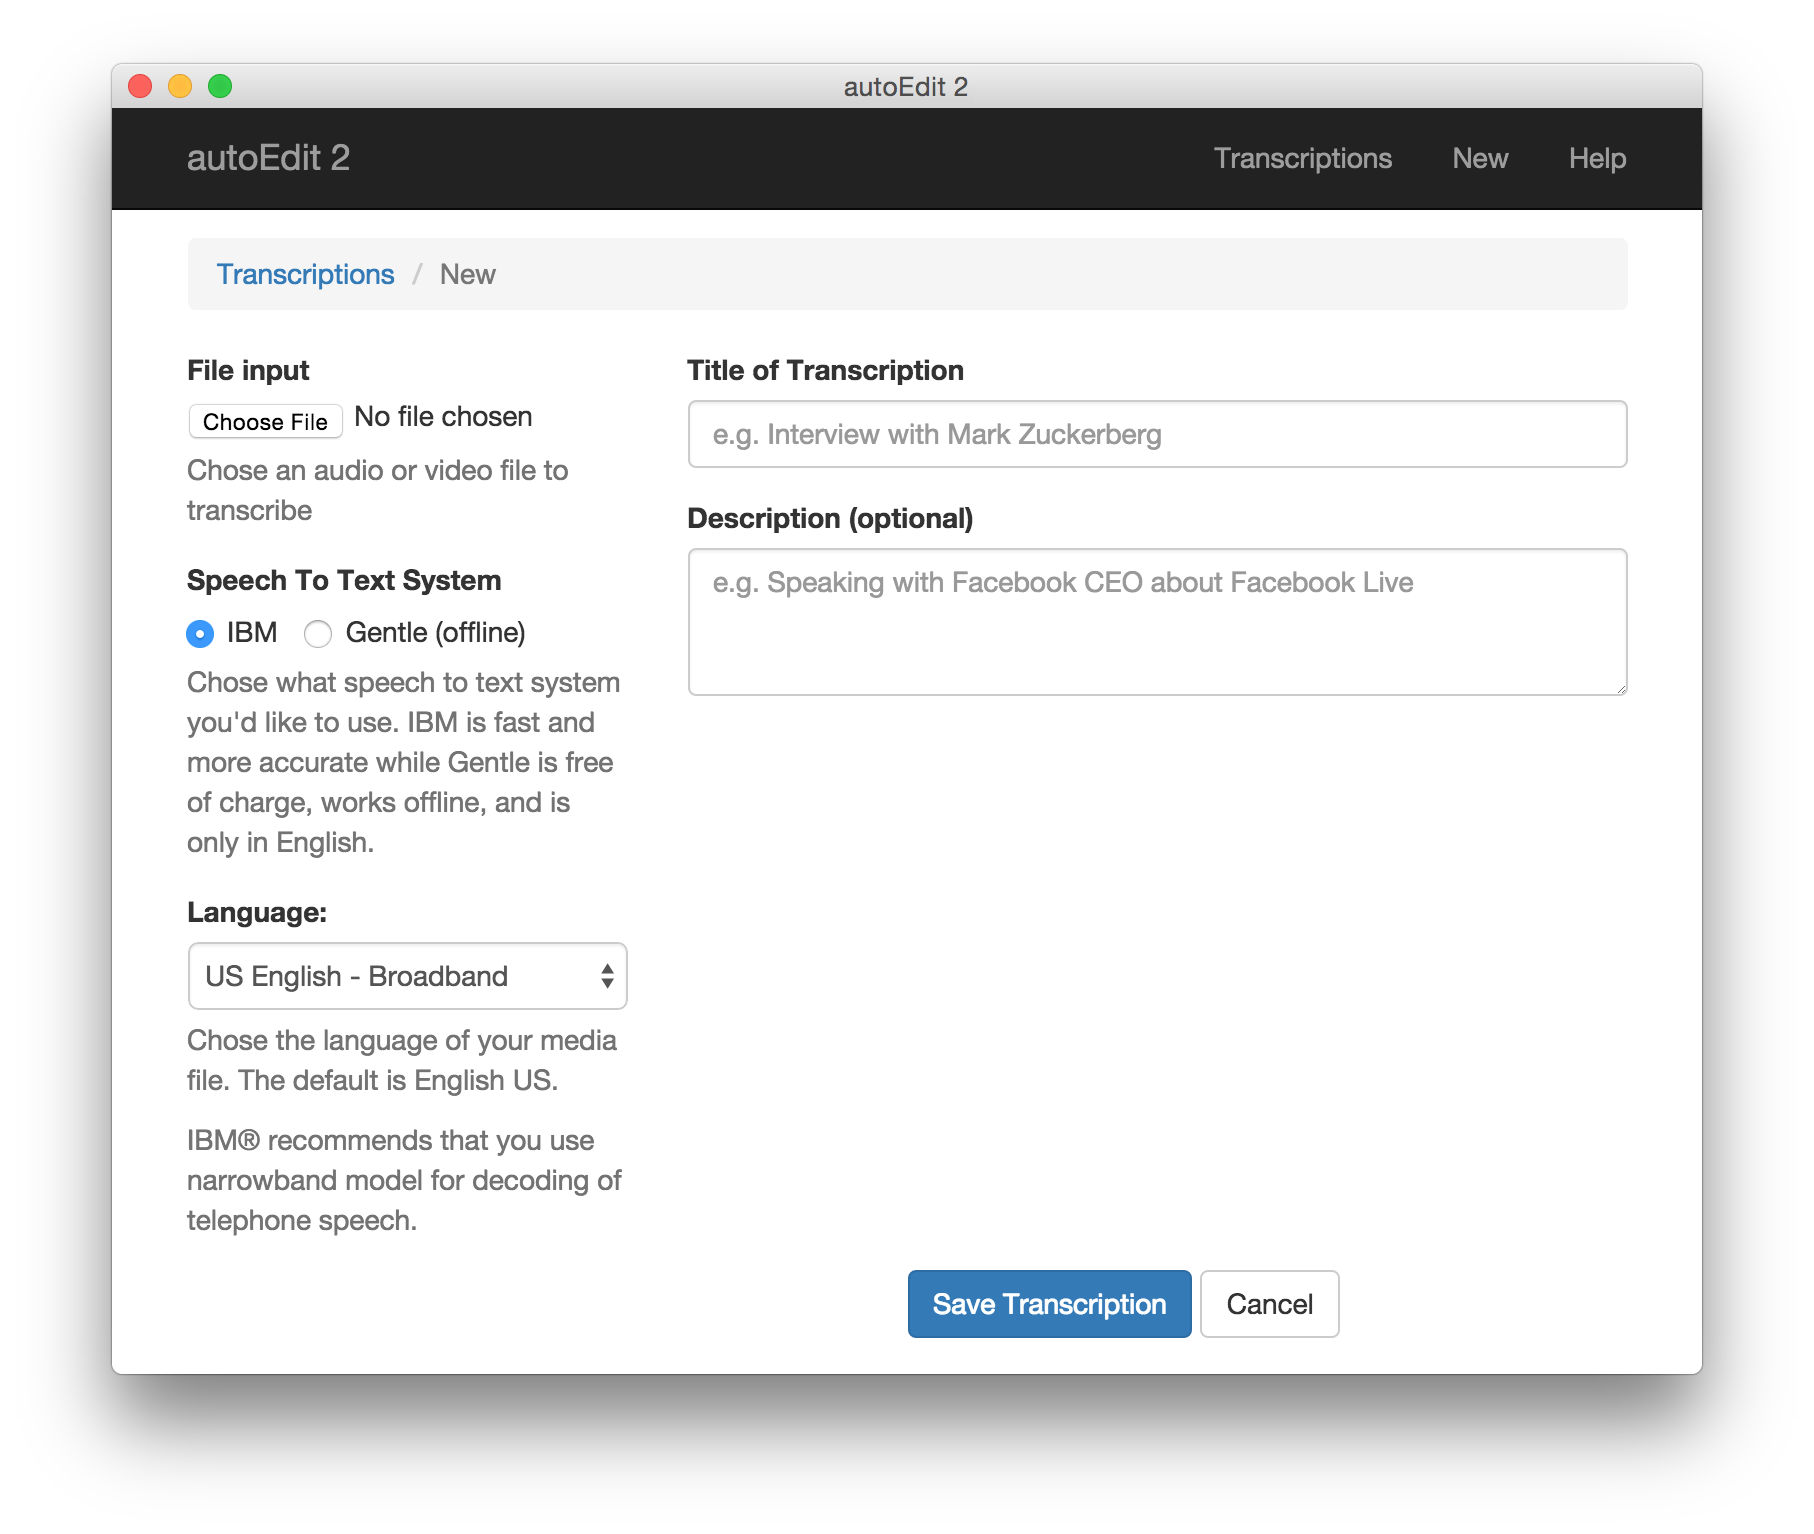 autoEdit 2
autoEdit 2
Transcriptions New Help
Transcriptions / New
File input
Choose File No file chosen
Chose an audio or video file to
transcribe
Speech To Text System
IBM Gentle (offline)
Chose what speech to text system
you'd like to use. IBM is fast and
more accurate while Gentle is free
of charge, works offline, and is
only in English.
Language:
US English - Broadband
Chose the language of your media
file. The default is English US.
IBM® recommends that you use
narrowband model for decoding of
telephone speech.
Title of Transcription
e.g. Interview with Mark Zuckerberg
Description (optional)
e.g. Speaking with Facebook CEO about Facebook Live
Save Transcription Cancel